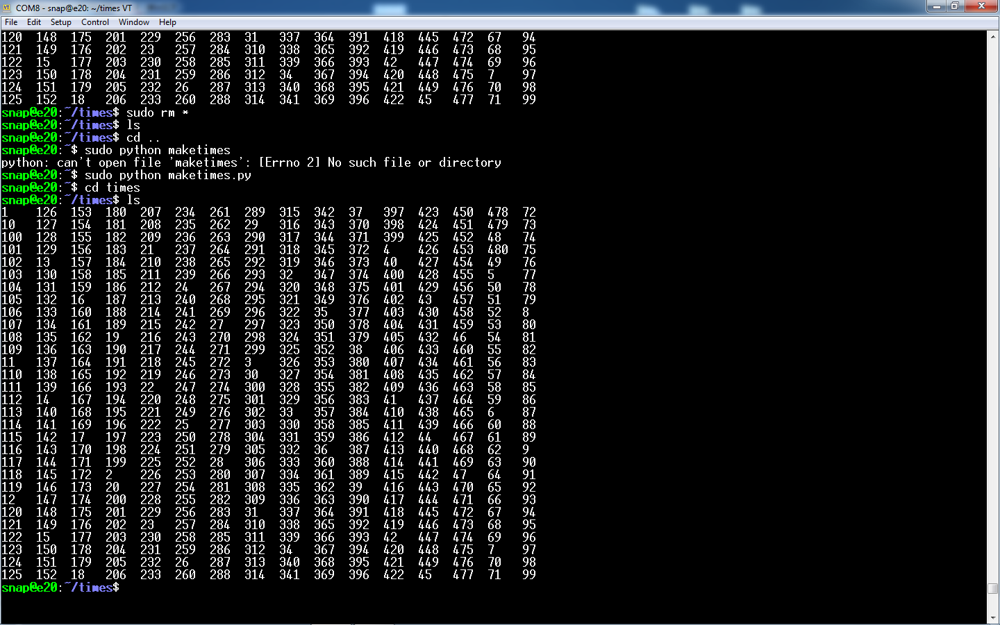 COM8 - snap@e20: ~/times VT
File Edit Setup Control Window Help
120 148 175 201 229 256 283 31 337 364 391 418 445 472 67 94
121 149 176 202 23 257 284 310 338 365 392 419 446 473 68 95
122 15 177 203 230 258 285 311 339 366 393 42 447 474 69 96
123 150 178 204 231 259 286 312 34 367 394 420 448 475 7 97
124 151 179 205 232 26 287 313 340 368 395 421 449 476 70 98
125 152 18 206 233 260 288 314 341 369 396 422 45 477 71 99
snap@e20:~/times$ sudo rm *
snap@e20:~/times$ ls
snap@e20:~/times$ cd ..
snap@e20:~$ sudo python maketimes
python: can't open file 'maketimes': [Errno 2] No such file or directory
snap@e20:~$ sudo python maketimes.py
snap@e20:~$ cd times
snap@e20:~/times$ ls
1 126 153 180 207 234 261 289 315 342 37 397 423 450 478 72
10 127 154 181 208 235 262 29 316 343 370 398 424 451 479 73
100 128 155 182 209 236 263 290 317 344 371 399 425 452 48 74
101 129 156 183 21 237 264 291 318 345 372 4 426 453 480 75
102 13 157 184 210 238 265 292 319 346 373 40 427 454 49 76
103 130 158 185 211 239 266 293 32 347 374 400 428 455 5 77
104 131 159 186 212 24 267 294 320 348 375 401 429 456 50 78
105 132 16 187 213 240 268 295 321 349 376 402 43 457 51 79
106 133 160 188 214 241 269 296 322 35 377 403 430 458 52 8
107 134 161 189 215 242 27 297 323 350 378 404 431 459 53 80
108 135 162 19 216 243 270 298 324 351 379 405 432 46 54 81
109 136 163 190 217 244 271 299 325 352 38 406 433 460 55 82
11 137 164 191 218 245 272 3 326 353 380 407 434 461 56 83
110 138 165 192 219 246 273 30 327 354 381 408 435 462 57 84
111 139 166 193 22 247 274 300 328 355 382 409 436 463 58 85
112 14 167 194 220 248 275 301 329 356 383 41 437 464 59 86
113 140 168 195 221 249 276 302 33 357 384 410 438 465 6 87
114 141 169 196 222 25 277 303 330 358 385 411 439 466 60 88
115 142 17 197 223 250 278 304 331 359 386 412 44 467 61 89
116 143 170 198 224 251 279 305 332 36 387 413 440 468 62 9
117 144 171 199 225 252 28 306 333 360 388 414 441 469 63 90
118 145 172 2 226 253 280 307 334 361 389 415 442 47 64 91
119 146 173 20 227 254 281 308 335 362 39 416 443 470 65 92
12 147 174 200 228 255 282 309 336 363 390 417 444 471 66 93
120 148 175 201 229 256 283 31 337 364 391 418 445 472 67 94
121 149 176 202 23 257 284 310 338 365 392 419 446 473 68 95
122 15 177 203 230 258 285 311 339 366 393 42 447 474 69 96
123 150 178 204 231 259 286 312 34 367 394 420 448 475 7 97
124 151 179 205 232 26 287 313 340 368 395 421 449 476 70 98
125 152 18 206 233 260 288 314 341 369 396 422 45 477 71 99
snap@e20:~/times$